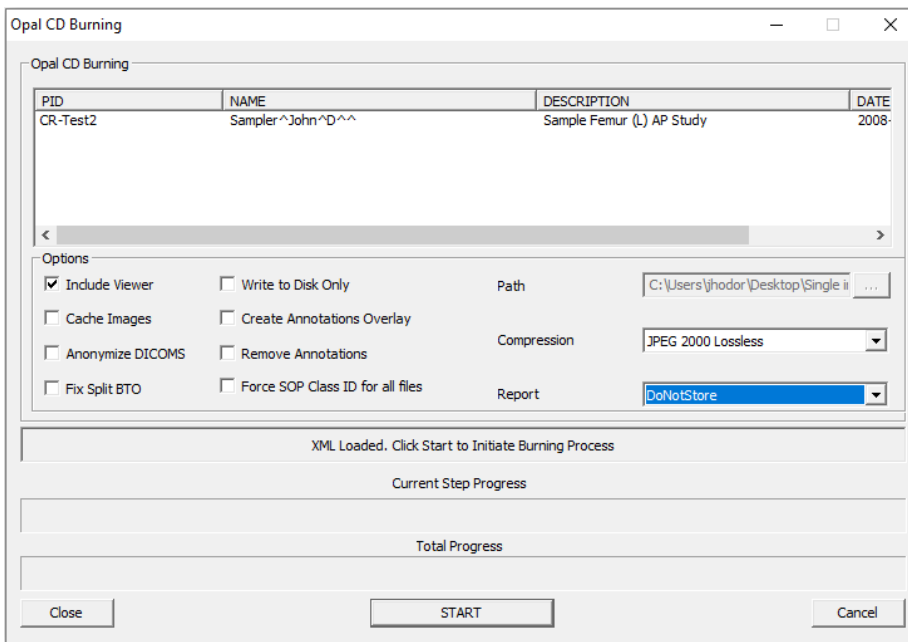 Opal CD Burning
Opal CD Burning
PID NAME DESCRIPTION DATE
CR-Test2 Sampler^John^D^^ Sample Femur (L) AP Study 2008-
Options
Include Viewer Write to Disk Only Path C:\Users\jhodor\Desktop\Single i ...
Cache Images Create Annotations Overlay
Compression JPEG 2000 Lossless
Anonymize DICOMS Remove Annotations
Fix Split BTO Force SOP Class ID for all files
Report DoNotStore
XML Loaded. Click Start to Initiate Burning Process
Current Step Progress
Total Progress
Close START Cancel